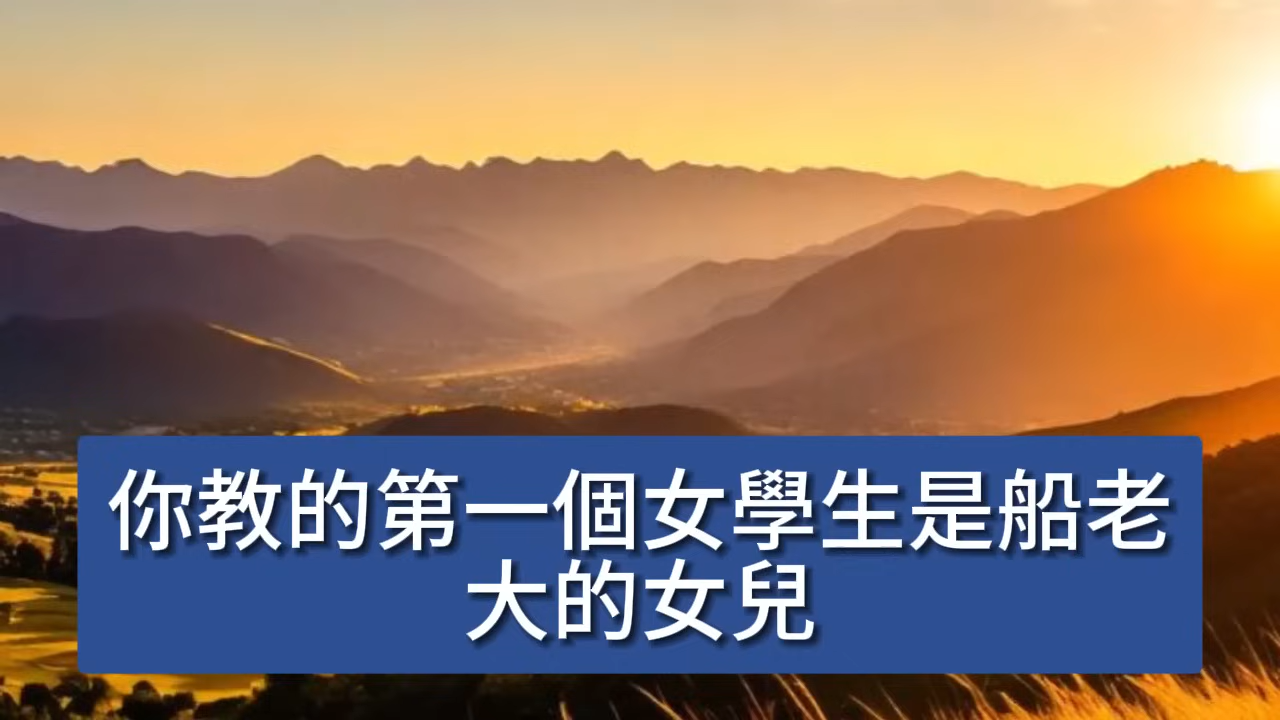 你教的第一個女學生是船老
大的女兒